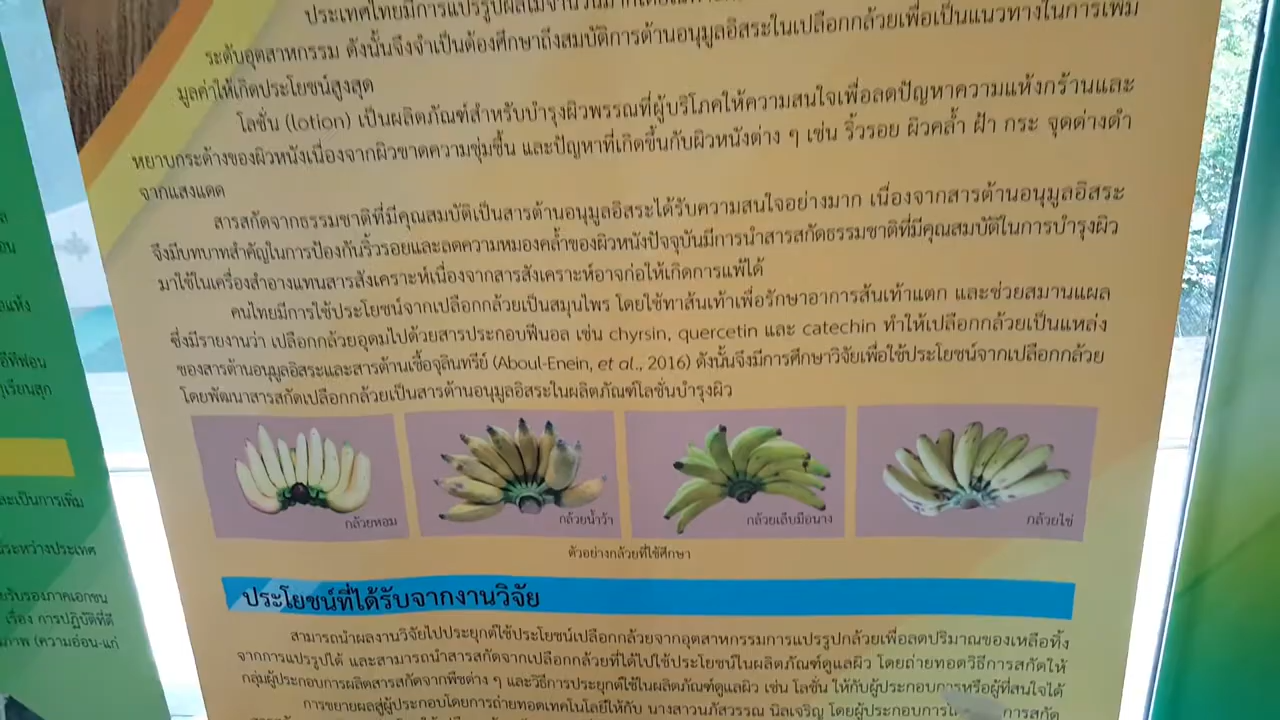 ประเทศไทยมีการแปรรูปผลไม้จำนวนมาก
ระดับอุตสาหกรรม ดังนั้นจึงจำเป็นต้องศึกษาถึงสมบัติการต้านอนุมูลอิสระในเปลือกกล้วยเพื่อเป็นแนวทางในการเพิ่ม
มูลค่าให้เกิดประโยชน์สูงสุด
โลชั่น (lotion) เป็นผลิตภัณฑ์สำหรับบำรุงผิวพรรณที่ผู้บริโภคให้ความสนใจเพื่อลดปัญหาความแห้งกร้านและ
หยาบกระด้างของผิวหนังเนื่องจากผิวขาดความชุ่มชื้น และปัญหาที่เกิดขึ้นกับผิวหนังต่าง ๆ เช่น ริ้วรอย ผิวคล้ำ ฝ้า กระ จุดด่างดำ
จากแสงแดด
สารสกัดจากธรรมชาติที่มีคุณสมบัติเป็นสารต้านอนุมูลอิสระได้รับความสนใจอย่างมาก เนื่องจากสารต้านอนุมูลอิสระ
จึงมีบทบาทสำคัญในการป้องกันริ้วรอยและลดความหมองคล้ำของผิวหนังปัจจุบันมีการนำสารสกัดธรรมชาติที่มีคุณสมบัติในการบำรุงผิว
มาใช้ในเครื่องสำอางแทนสารสังเคราะห์เนื่องจากสารสังเคราะห์อาจก่อให้เกิดการแพ้ได้
คนไทยมีการใช้ประโยชน์จากเปลือกกล้วยเป็นสมุนไพร โดยใช้ทาส้นเท้าเพื่อรักษาอาการส้นเท้าแตก และช่วยสมานแผล
ซึ่งมีรายงานว่า เปลือกกล้วยอุดมไปด้วยสารประกอบฟีนอล เช่น chyrsin, quercetin และ catechin ทำให้เปลือกกล้วยเป็นแหล่ง
ของสารต้านอนุมูลอิสระและสารต้านเชื้อจุลินทรีย์ (Aboul-Enein, et al., 2016) ดังนั้นจึงมีการศึกษาวิจัยเพื่อใช้ประโยชน์จากเปลือกกล้วย
โดยพัฒนาสารสกัดเปลือกกล้วยเป็นสารต้านอนุมูลอิสระในผลิตภัณฑ์โลชั่นบำรุงผิว
กล้วยหอม
กล้วยน้ำว้า
กล้วยเล็บมือนาง
กล้วยไข่
ตัวอย่างกล้วยที่ใช้ศึกษา
ประโยชน์ที่ได้รับจากงานวิจัย
สามารถนำผลงานวิจัยไปประยุกต์ใช้ประโยชน์เปลือกกล้วยจากอุตสาหกรรมการแปรรูปกล้วยเพื่อลดปริมาณของเหลือทิ้ง
จากการแปรรูปได้ และสามารถนำสารสกัดจากเปลือกกล้วยที่ได้ไปใช้ประโยชน์ในผลิตภัณฑ์ดูแลผิว โดยถ่ายทอดวิธีการสกัดให้
กลุ่มผู้ประกอบการผลิตสารสกัดจากพืชต่าง ๆ และวิธีการประยุกต์ใช้ในผลิตภัณฑ์ดูแลผิว เช่น โลชั่น ให้กับผู้ประกอบการหรือผู้ที่สนใจได้
การขยายผลสู่ผู้ประกอบโดยการถ่ายทอดเทคโนโลยีให้กับ นางสาวนภัสวรรณ นิลเจริญ โดยผู้ประกอบการ การสกัด
ละเป็นการเพิ่ม
ระหว่างประเทศ
รับรองภาคเอกชน
เรื่อง การปฏิบัติที่ดี
ภาพ (ความอ่อน-แก่